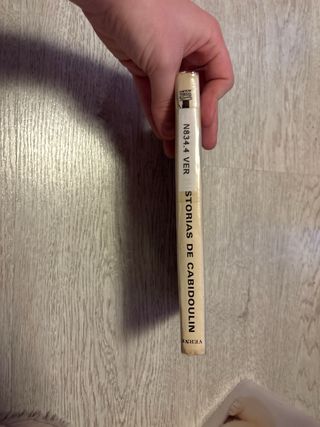 N834.4 VER
STORIAS DE CABIDOULIN